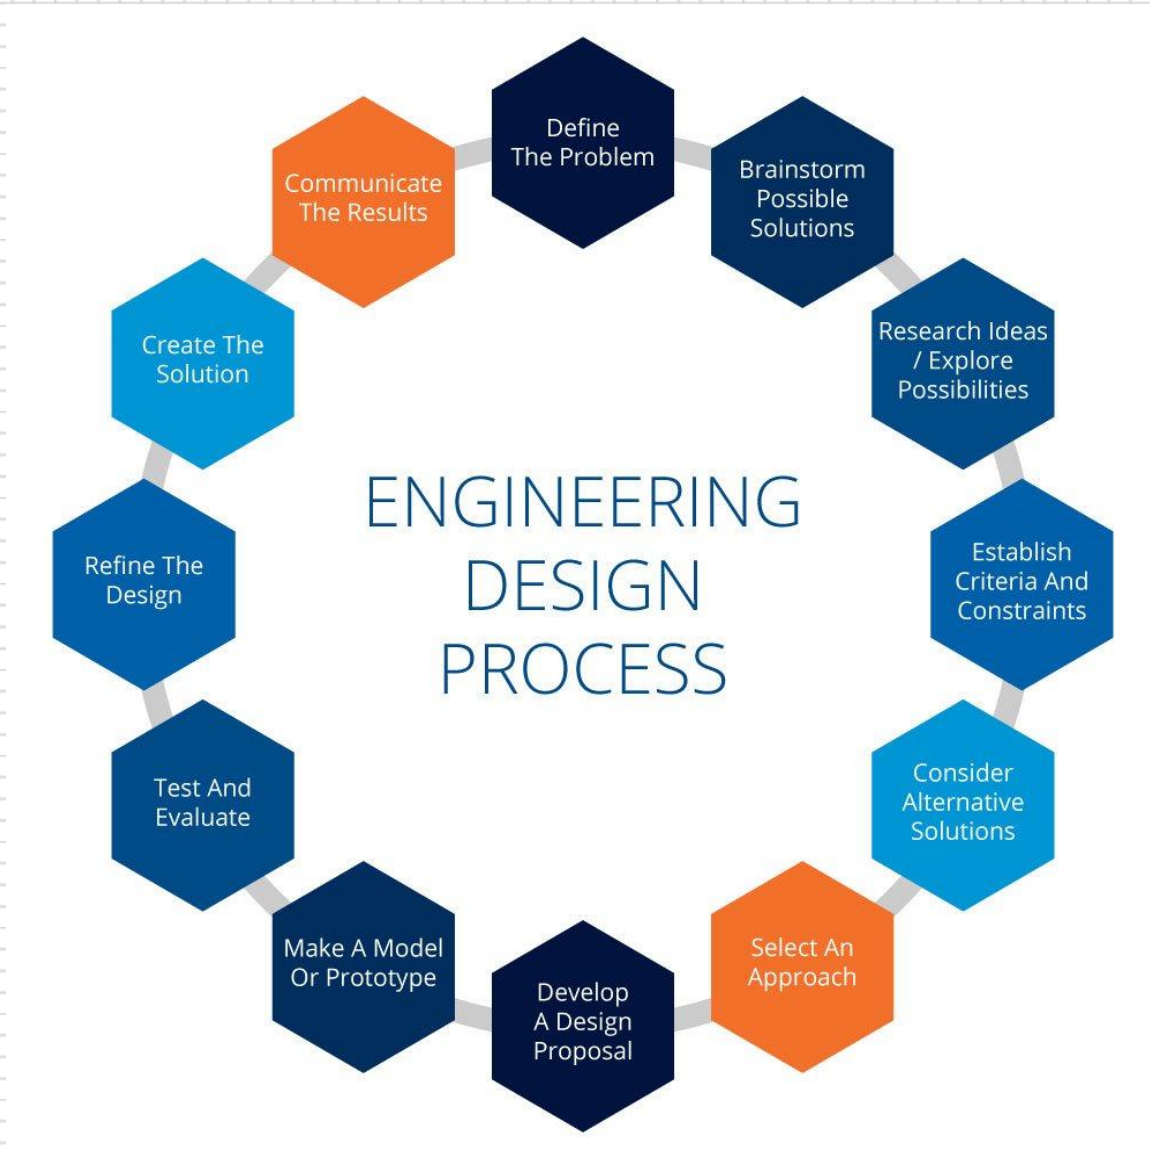 Define
The Problem
Brainstorm
Possible
Solutions
Research Ideas
/ Explore
Possibilities
Establish
Criteria And
Constraints
Consider
Alternative
Solutions
Select An
Approach
Develop
A Design
Proposal
Make A Model
Or Prototype
Test And
Evaluate
Refine The
Design
Create The
Solution
Communicate
The Results
ENGINEERING
DESIGN
PROCESS